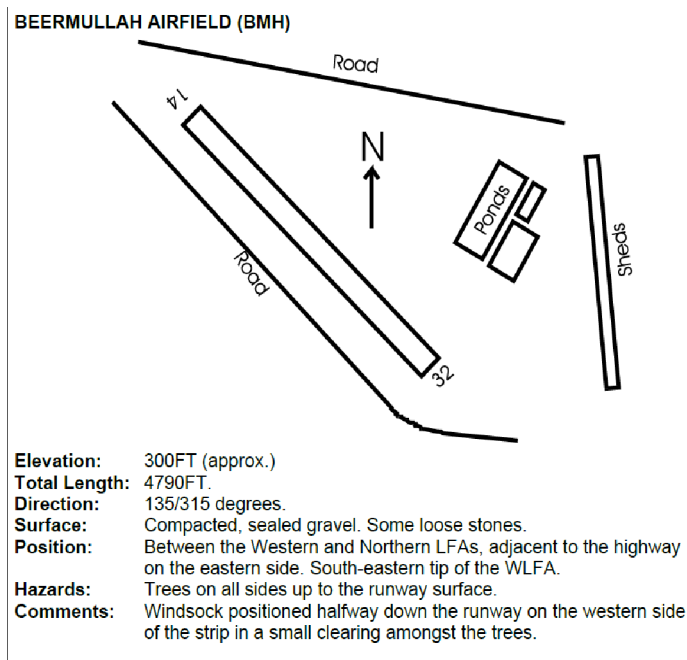 BEERMULLAH AIRFIELD (BMH)
Road
14
N
Ponds
Sheds
Road
32
Elevation: 300FT (approx.)
Total Length: 4790FT.
Direction: 135/315 degrees.
Surface: Compacted, sealed gravel. Some loose stones.
Position: Between the Western and Northern LFAs, adjacent to the highway
on the eastern side. South-eastern tip of the WLFA.
Hazards: Trees on all sides up to the runway surface.
Comments: Windsock positioned halfway down the runway on the western side
of the strip in a small clearing amongst the trees.